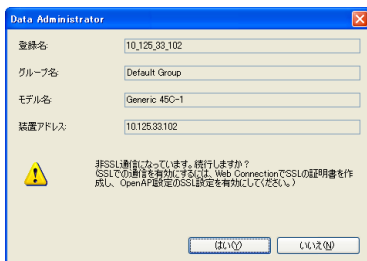 Data Administrator
登録名: 10_125_33_102
グループ名: Default Group
モデル名: Generic 45C-1
装置アドレス: 10.125.33.102
非SSL通信になっています。続行しますか?
(SSLでの通信を有効にするには、Web ConnectionでSSLの証明書を作
成し、OpenAPI設定のSSL設定を有効にしてください。)
はい(Y) いいえ(N)